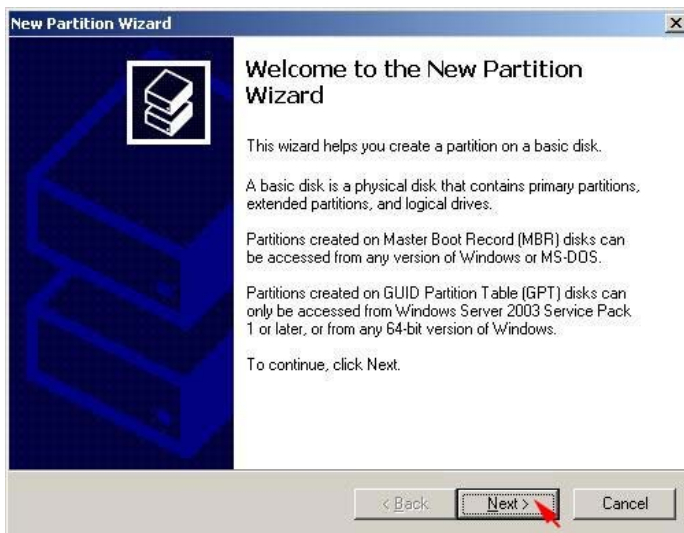 New Partition Wizard
Welcome to the New Partition
Wizard
This wizard helps you create a partition on a basic disk.
A basic disk is a physical disk that contains primary partitions,
extended partitions, and logical drives.
Partitions created on Master Boot Record (MBR) disks can
be accessed from any version of Windows or MS-DOS.
Partitions created on GUID Partition Table (GPT) disks can
only be accessed from Windows Server 2003 Service Pack
1 or later, or from any 64-bit version of Windows.
To continue, click Next.
< Back Next > Cancel